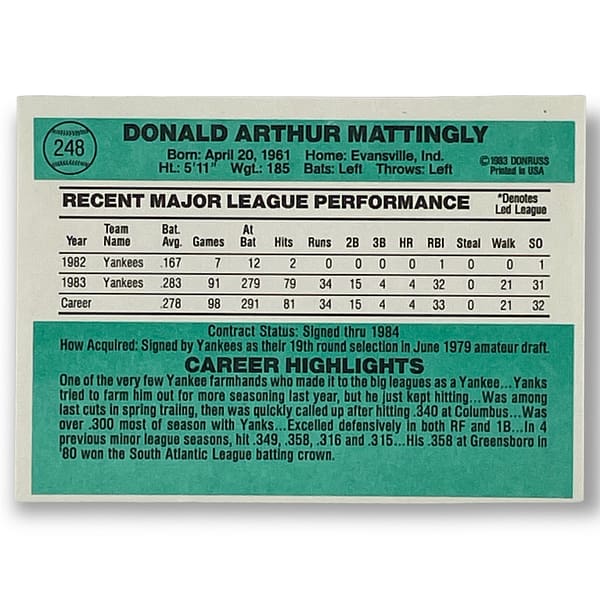 248
DONALD ARTHUR MATTINGLY
Born: April 20, 1961 Home: Evansville, Ind.
Ht.: 5'11" Wgt.: 185 Bats: Left Throws: Left
©1983 DONRUSS
Printed in USA
RECENT MAJOR LEAGUE PERFORMANCE
*Denotes
Led League
Year Team Name Bat. Avg. Games At Bat Hits Runs 2B 3B HR RBI Steal Walk SO
1982 Yankees .167 7 12 2 0 0 0 0 1 0 0 1
1983 Yankees .283 91 279 79 34 15 4 4 32 0 21 31
Career .278 98 291 81 34 15 4 4 33 0 21 32
Contract Status: Signed thru 1984
How Acquired: Signed by Yankees as their 19th round selection in June 1979 amateur draft.
CAREER HIGHLIGHTS
One of the very few Yankee farmhands who made it to the big leagues as a Yankee...Yanks
tried to farm him out for more seasoning last year, but he just kept hitting...Was among
last cuts in spring trailing, then was quickly called up after hitting .340 at Columbus...Was
over .300 most of season with Yanks...Excelled defensively in both RF and 1B...In 4
previous minor league seasons, hit .349, .358, .316 and .315...His .358 at Greensboro in
'80 won the South Atlantic League batting crown.